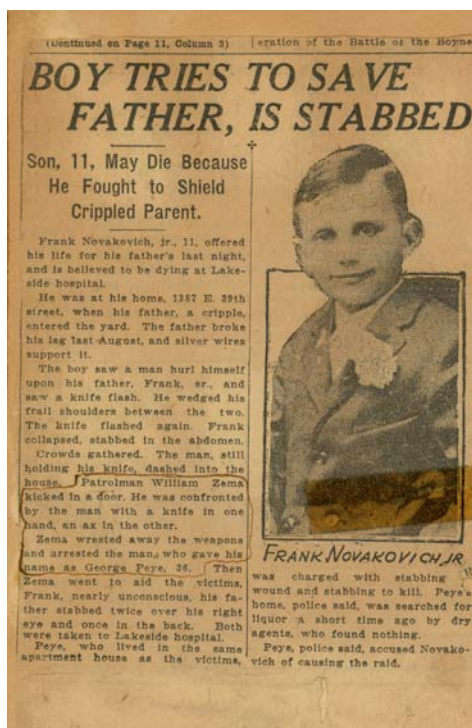 (Continued on Page 11, Column 3)
eration of the Battle of the Boyne
BOY TRIES TO SAVE
FATHER, IS STABBED
Son, 11, May Die Because
He Fought to Shield
Crippled Parent.
Frank Novakovich, jr., 11, offered
his life for his father's last night,
and is believed to be dying at Lake-
side hospital.
He was at his home, 1387 E. 39th
street, when his father, a cripple,
entered the yard. The father broke
his leg last August, and silver wires
support it.
The boy saw a man hurl himself
upon his father, Frank, sr., and
saw a knife flash. He wedged his
frail shoulders between the two.
The knife flashed again. Frank
collapsed, stabbed in the abdomen.
Crowds gathered. The man, still
holding his knife, dashed into the
house. Patrolman William Zema
kicked in a door. He was confronted
by the man with a knife in one
hand, an ax in the other.
Zema wrested away the weapons
and arrested the man, who gave his
name as George Peye, 36. Then
Zema went to aid the victims,
Frank, nearly unconscious, his fa-
ther stabbed twice over his right
eye and once in the back. Both
were taken to Lakeside hospital.
Peye, who lived in the same
apartment house as the victims,
FRANK NOVAKOVICH, JR
was charged with stabbing to
wound and stabbing to kill. Peye's
home, police said, was searched for
liquor a short time ago by dry
agents, who found nothing.
Peye, police said, accused Novako-
vich of causing the raid.